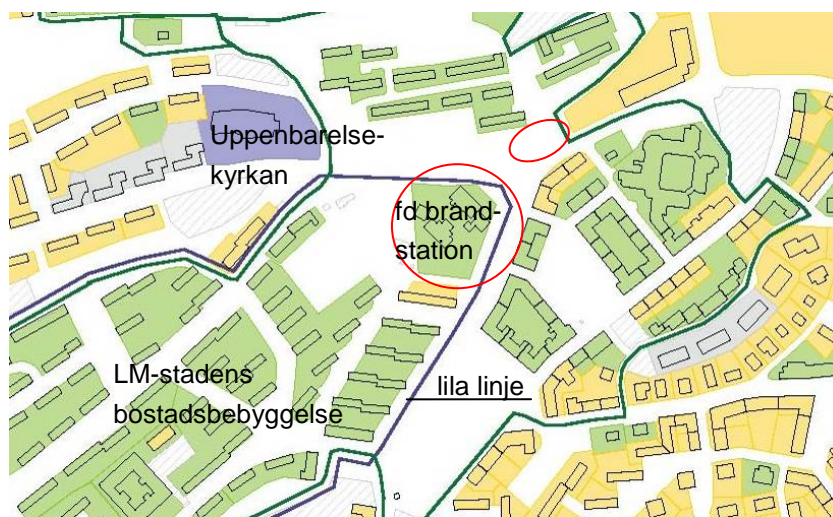 Uppenbarelse-
kyrkan
fd brand-
station
LM-stadens
bostadsbebyggelse
lila linje